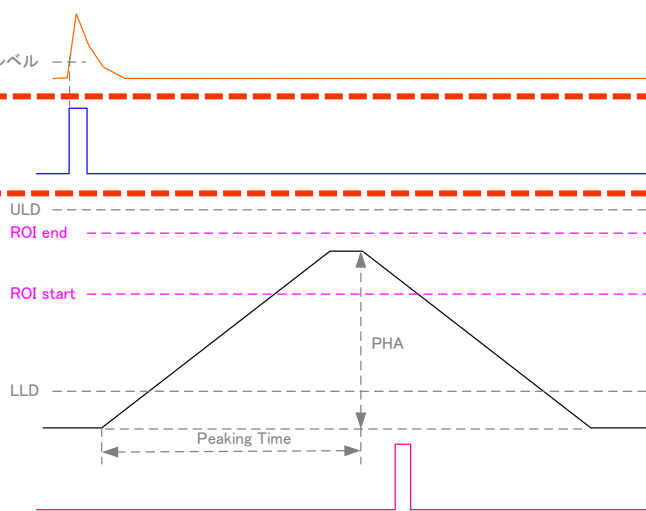 ベル
ULD
ROI end
ROI start
PHA
LLD
Peaking Time